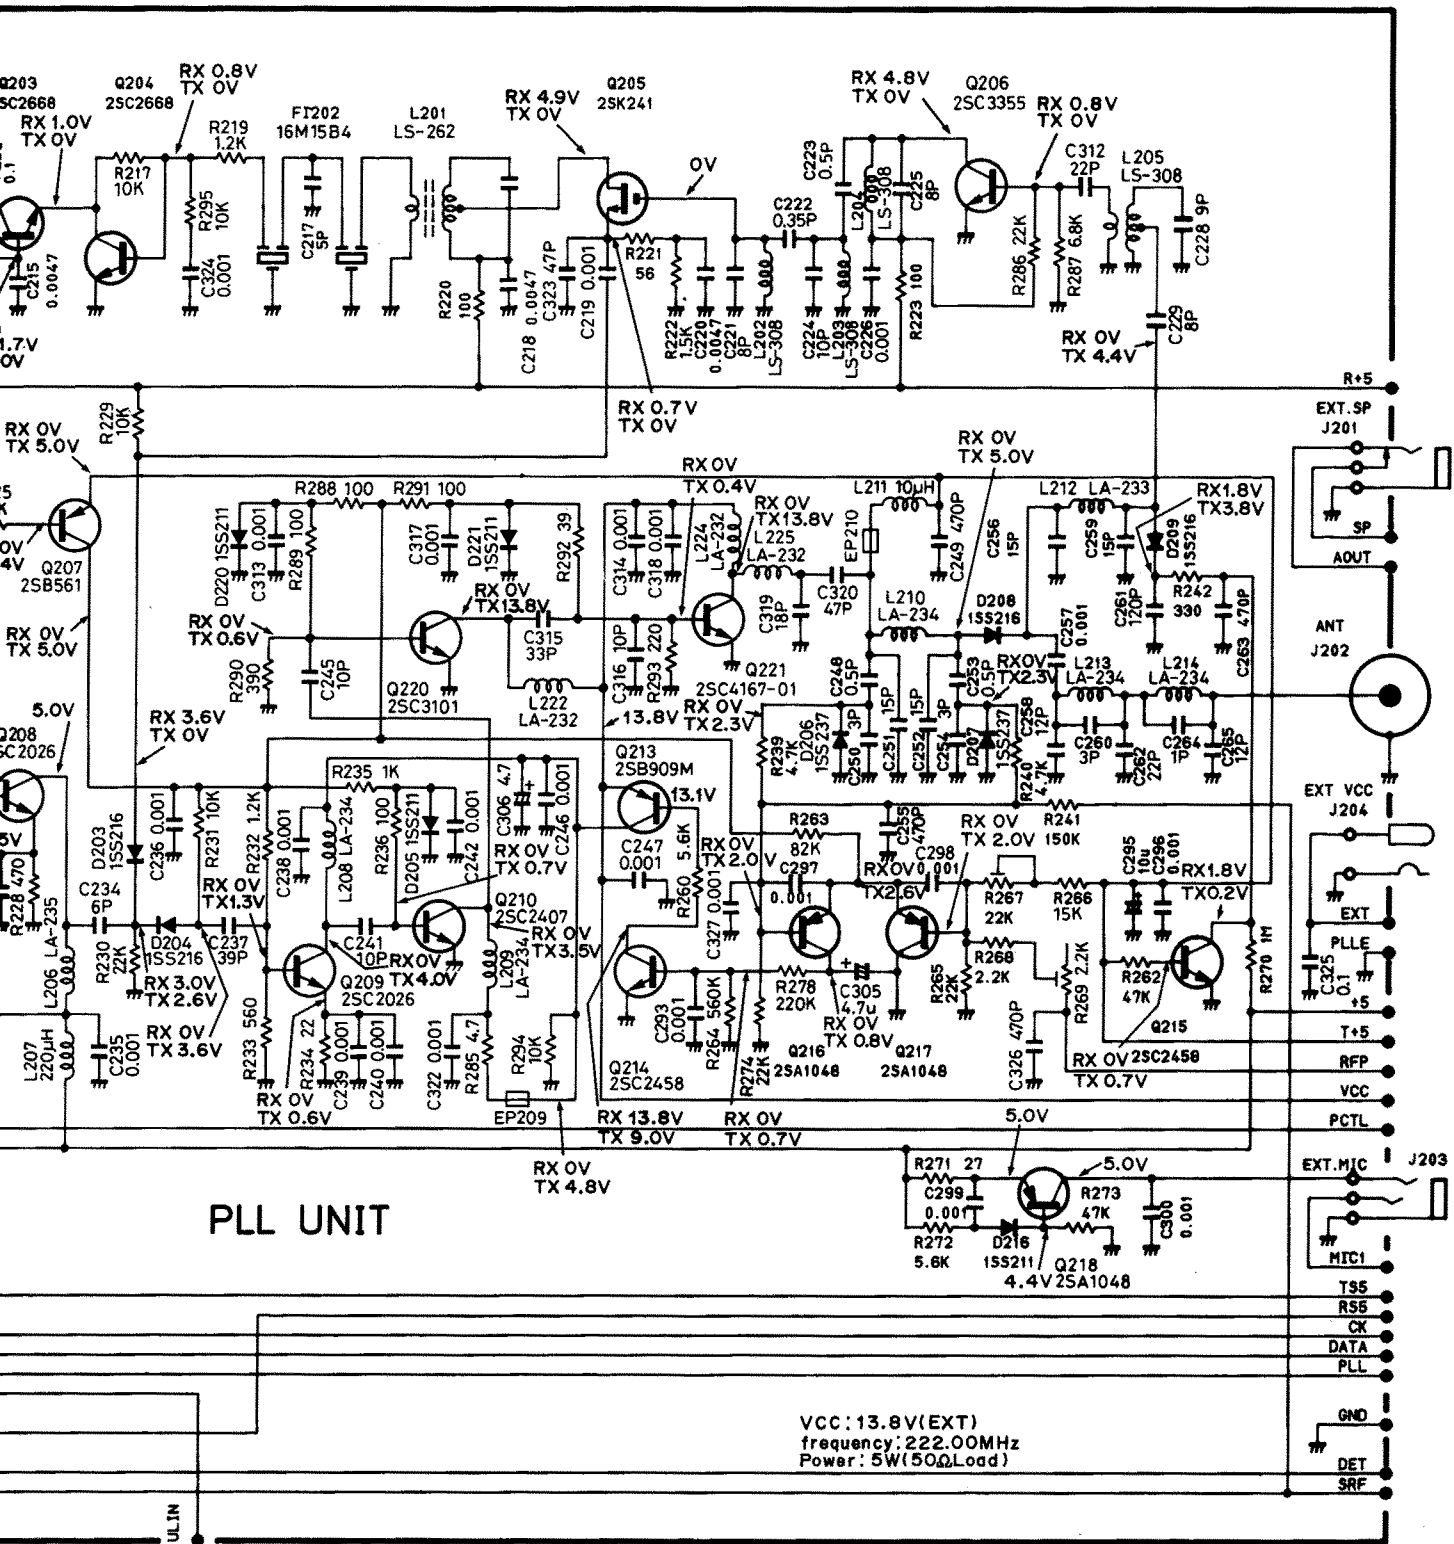 Q203
SC2668
RX 1.0V
TX 0V
0.1
Q204
2SC2668
RX 0.8V
TX 0V
R219
1.2K
R217
10K
R295
10K
C324
0.001
C215
0.0047
1.7V
0V
FI202
16M15B4
C217
5P
L201
LS-262
R220
100
C218 0.0047
RX 4.9V
TX 0V
Q205
2SK241
0V
C323 47P
C219 0.001
R221
56
R222
1.5K
C220
0.0047
C221
8P
L202
LS-308
C222
0.35P
C224
10P
L203
LS-308
C226
0.001
C223
0.5P
L204
LS-308
C225
8P
R223 100
RX 4.8V
TX 0V
Q206
2SC3355
RX 0.8V
TX 0V
C312
22P
L205
LS-308
R286 22K
R287 6.8K
C228 9P
C229
8P
RX 0V
TX 4.4V
RX 0.7V
TX 0V
R+5
EXT.SP
J201
SP
AOUT
ANT
J202
EXT VCC
J204
EXT
PLLE
+5
T+5
RFP
VCC
PCTL
EXT.MIC
J203
MIC1
TS5
RS5
CK
DATA
PLL
GND
DET
SRF
R229
10K
RX 0V
TX 5.0V
25
0V
4V
Q207
2SB561
RX 0V
TX 5.0V
R288 100
R291 100
D220 1SS211
C313 0.001
R289 100
C317
0.001
D221
1SS211
R292 39
RX 0V
TX 0.6V
RX 0V
TX13.8V
R290
390
C245
10P
Q220
2SC3101
C315
33P
L222
LA-232
C314 0.001
C318 0.001
C316 10P
R293 220
RX 0V
TX 0.4V
L224
LA-232
RX 0V
TX13.8V
L225
LA-232
C319
18P
C320
47P
Q221
2SC4167-01
13.8V
RX 0V
TX2.3V
L211 10μH
EP210
C249 470P
RX 0V
TX 5.0V
C256
15P
L212 LA-233
C259
15P
RX1.8V
TX3.8V
D209
1SS216
R242
330
C261
120P
C263 470P
L210
LA-234
D208
1SS216
C257
0.001
C248
0.5P
C253
0.5P
RX0V
TX2.3V
L213
LA-234
L214
LA-234
R239
4.7K
D206
1SS237
C250 3P
C251 15P
C252 15P
C254 3P
D207
1SS237
R240
4.7K
C258
12P
C260
3P
C262
22P
C264
1P
C265
12P
Q208
SC2026
5.0V
RX 3.6V
TX 0V
5V
R228 470
L206 LA-235
C234
6P
D203
1SS216
C236 0.001
R231 10K
R232 1.2K
R230
22K
D204
1SS216
C237
39P
RX 0V
TX1.3V
RX 3.0V
TX 2.6V
RX 0V
TX 3.6V
L207
220μH
C235
0.001
R233 560
C238 0.001
L208 LA-234
R235 1K
R236 100
D205 1SS211
C242 0.001
C306 4.7
C246 0.001
RX 0V
TX 0.7V
C241
10P
Q210
2SC2407
RX 0V
TX3.5V
RX0V
TX4.0V
L209
LA-234
Q209
2SC2026
R234 22
C239 0.001
C240 0.001
RX 0V
TX 0.6V
C322 0.001
R285 4.7
R294
10K
EP209
RX 0V
TX 4.8V
Q213
2SB909M
13.1V
C247
0.001
R260 5.6K
RX 0V
TX2.0 V
C327 0.001
Q214
2SC2458
C293
0.001
R264 560K
R274
22K
RX 13.8V
TX 9.0V
RX 0V
TX 0.7V
R263
82K
C255
470P
R241
150K
RX 0V
TX 2.0V
C297
0.001
RX0V
TX2.6V
C298
0.001
R278
220K
C305
4.7u
RX 0V
TX 0.8V
Q216
2SA1048
Q217
2SA1048
R267
22K
R266
15K
R268
2.2K
R265
22K
R269 2.2K
C326 470P
C295
10u
C296
0.001
RX1.8V
TX0.2V
R262
47K
Q215
2SC2458
RX 0V
TX 0.7V
R270 1M
C325
0.1
5.0V
5.0V
R271 27
C299
0.001
R272
5.6K
D216
1SS211
R273
47K
C300
0.001
Q218
2SA1048
4.4V
PLL UNIT
VCC:13.8V(EXT)
frequency:222.00MHz
Power:5W(50ΩLoad)
ULIN